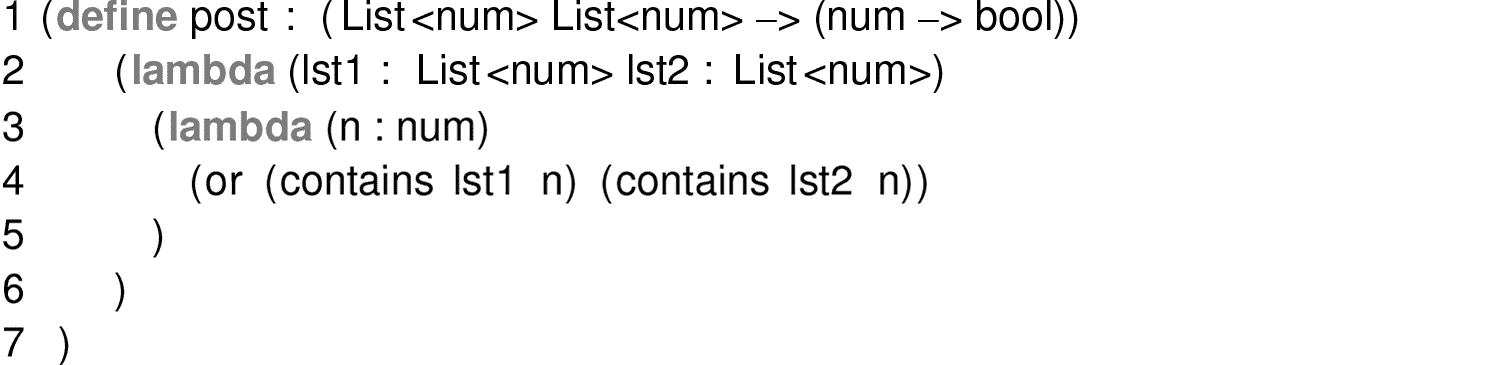 1 (define post : (List<num> List<num> –> (num –> bool))
2 (lambda (lst1 : List<num> lst2 : List<num>)
3 (lambda (n : num)
4 (or (contains lst1 n) (contains lst2 n))
5 )
6 )
7 )